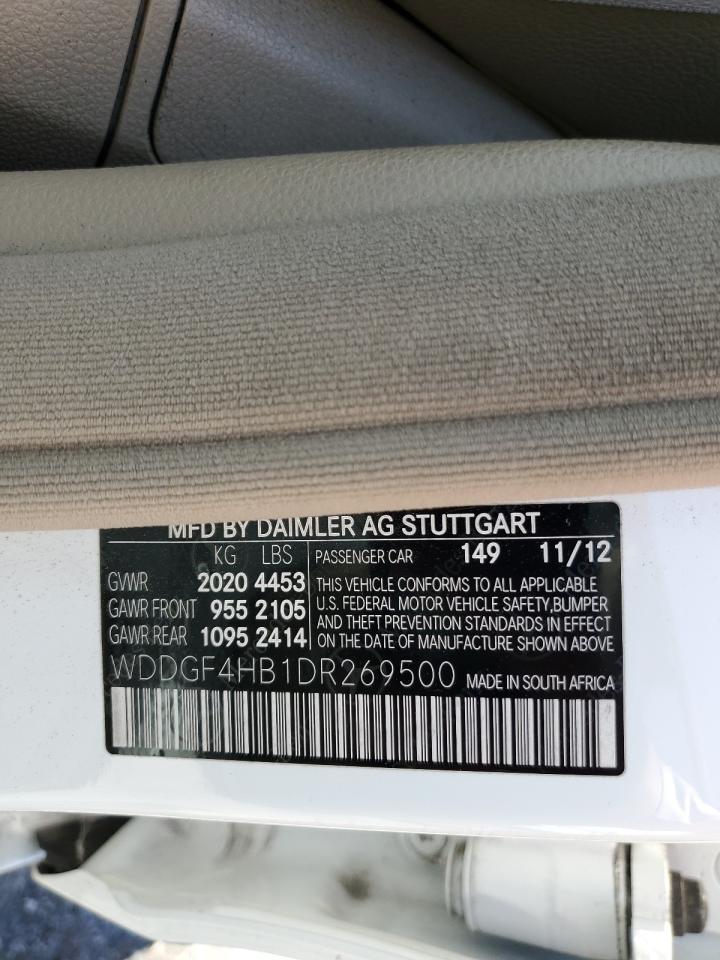 MFD BY DAIMLER AG STUTTGART
KG LBS
GVWR 2020 4453
GAWR FRONT 955 2105
GAWR REAR 1095 2414
PASSENGER CAR 149 11/12
THIS VEHICLE CONFORMS TO ALL APPLICABLE
U.S. FEDERAL MOTOR VEHICLE SAFETY,BUMPER
AND THEFT PREVENTION STANDARDS IN EFFECT
ON THE DATE OF MANUFACTURE SHOWN ABOVE
WDDGF4HB1DR269500 MADE IN SOUTH AFRICA